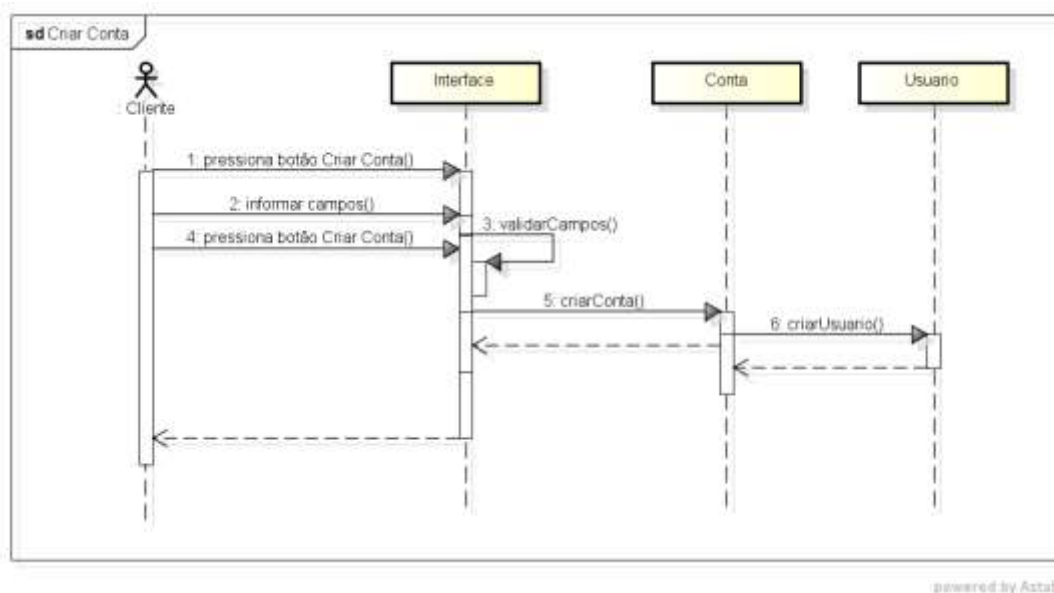 sd Criar Conta
: Cliente
Interface
Conta
Usuario
1: pressiona botão Criar Conta()
2: informar campos()
3: validarCampos()
4: pressiona botão Criar Conta()
5: criarConta()
6: criarUsuario()
powered by Astah